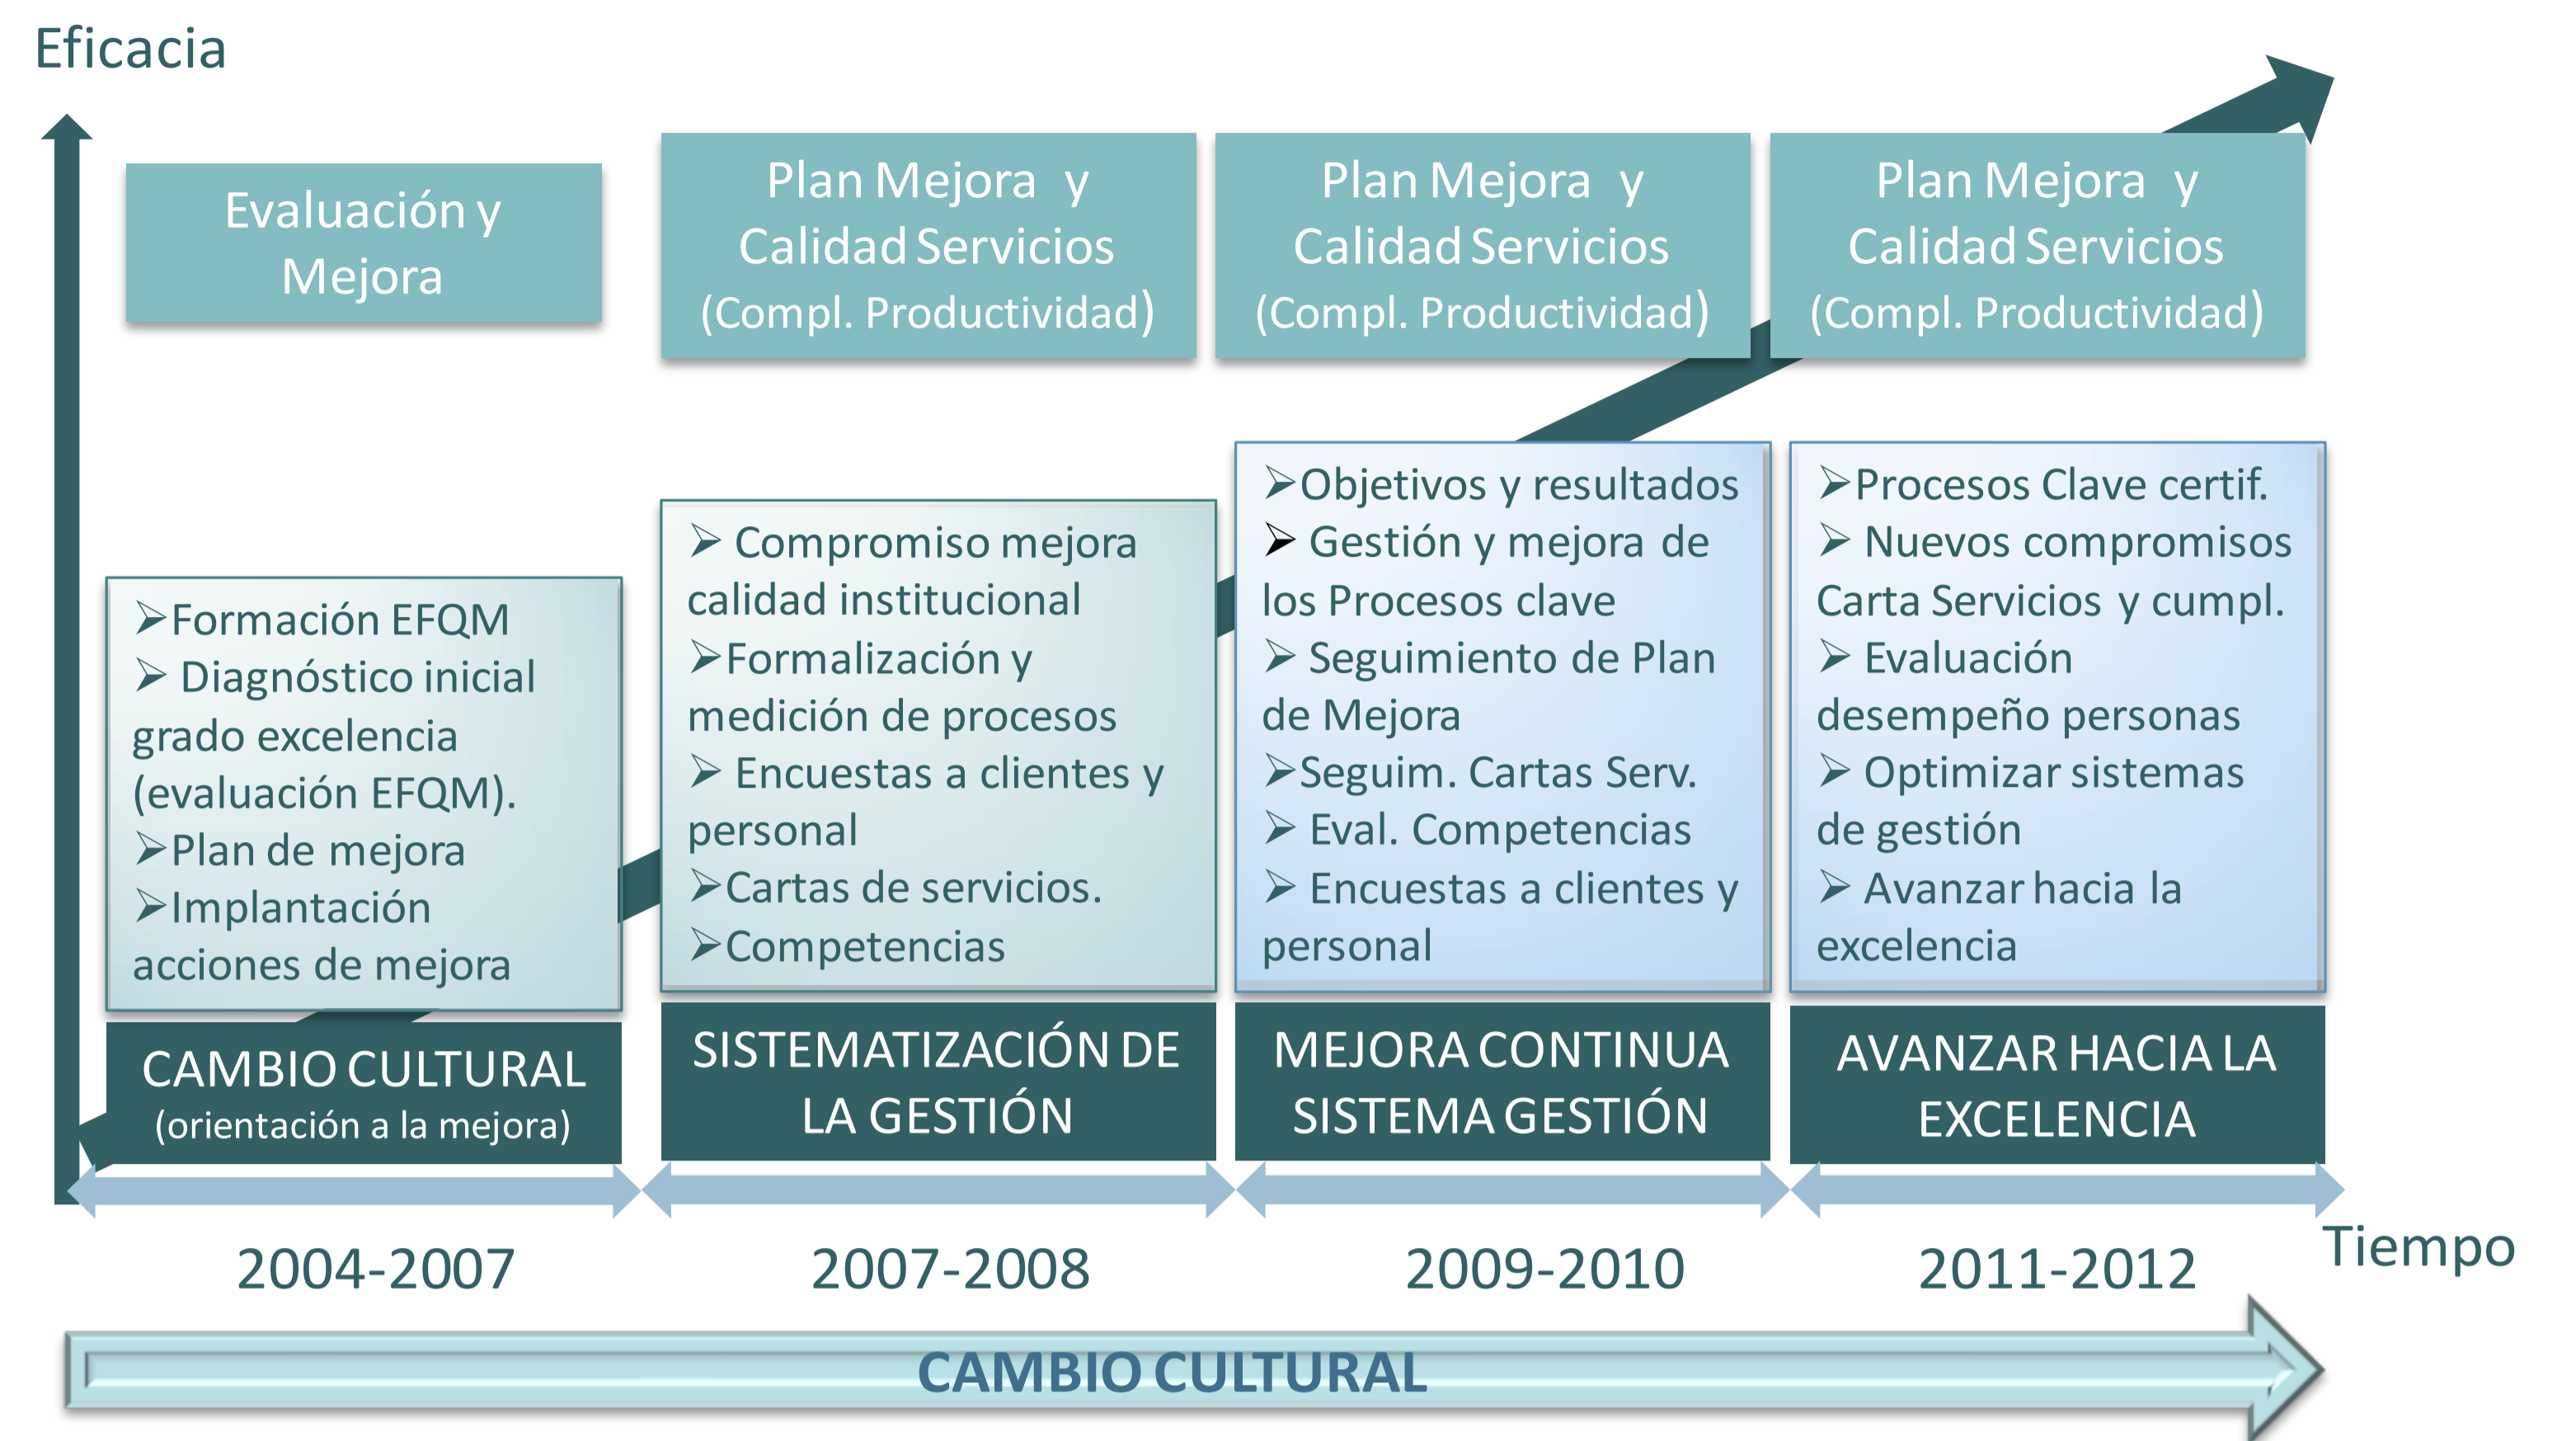 Eficacia
Evaluación y
Mejora
Plan Mejora y
Calidad Servicios
(Compl. Productividad)
Plan Mejora y
Calidad Servicios
(Compl. Productividad)
Plan Mejora y
Calidad Servicios
(Compl. Productividad)
➢Formación EFQM
➢ Diagnóstico inicial
grado excelencia
(evaluación EFQM).
➢Plan de mejora
➢Implantación
acciones de mejora
➢ Compromiso mejora
calidad institucional
➢Formalización y
medición de procesos
➢ Encuestas a clientes y
personal
➢Cartas de servicios.
➢Competencias
➢Objetivos y resultados
➢ Gestión y mejora de
los Procesos clave
➢ Seguimiento de Plan
de Mejora
➢Seguim. Cartas Serv.
➢ Eval. Competencias
➢ Encuestas a clientes y
personal
➢Procesos Clave certif.
➢ Nuevos compromisos
Carta Servicios y cumpl.
➢ Evaluación
desempeño personas
➢ Optimizar sistemas
de gestión
➢ Avanzar hacia la
excelencia
CAMBIO CULTURAL
(orientación a la mejora)
SISTEMATIZACIÓN DE
LA GESTIÓN
MEJORA CONTINUA
SISTEMA GESTIÓN
AVANZAR HACIA LA
EXCELENCIA
2004-2007
2007-2008
2009-2010
2011-2012
Tiempo
CAMBIO CULTURAL